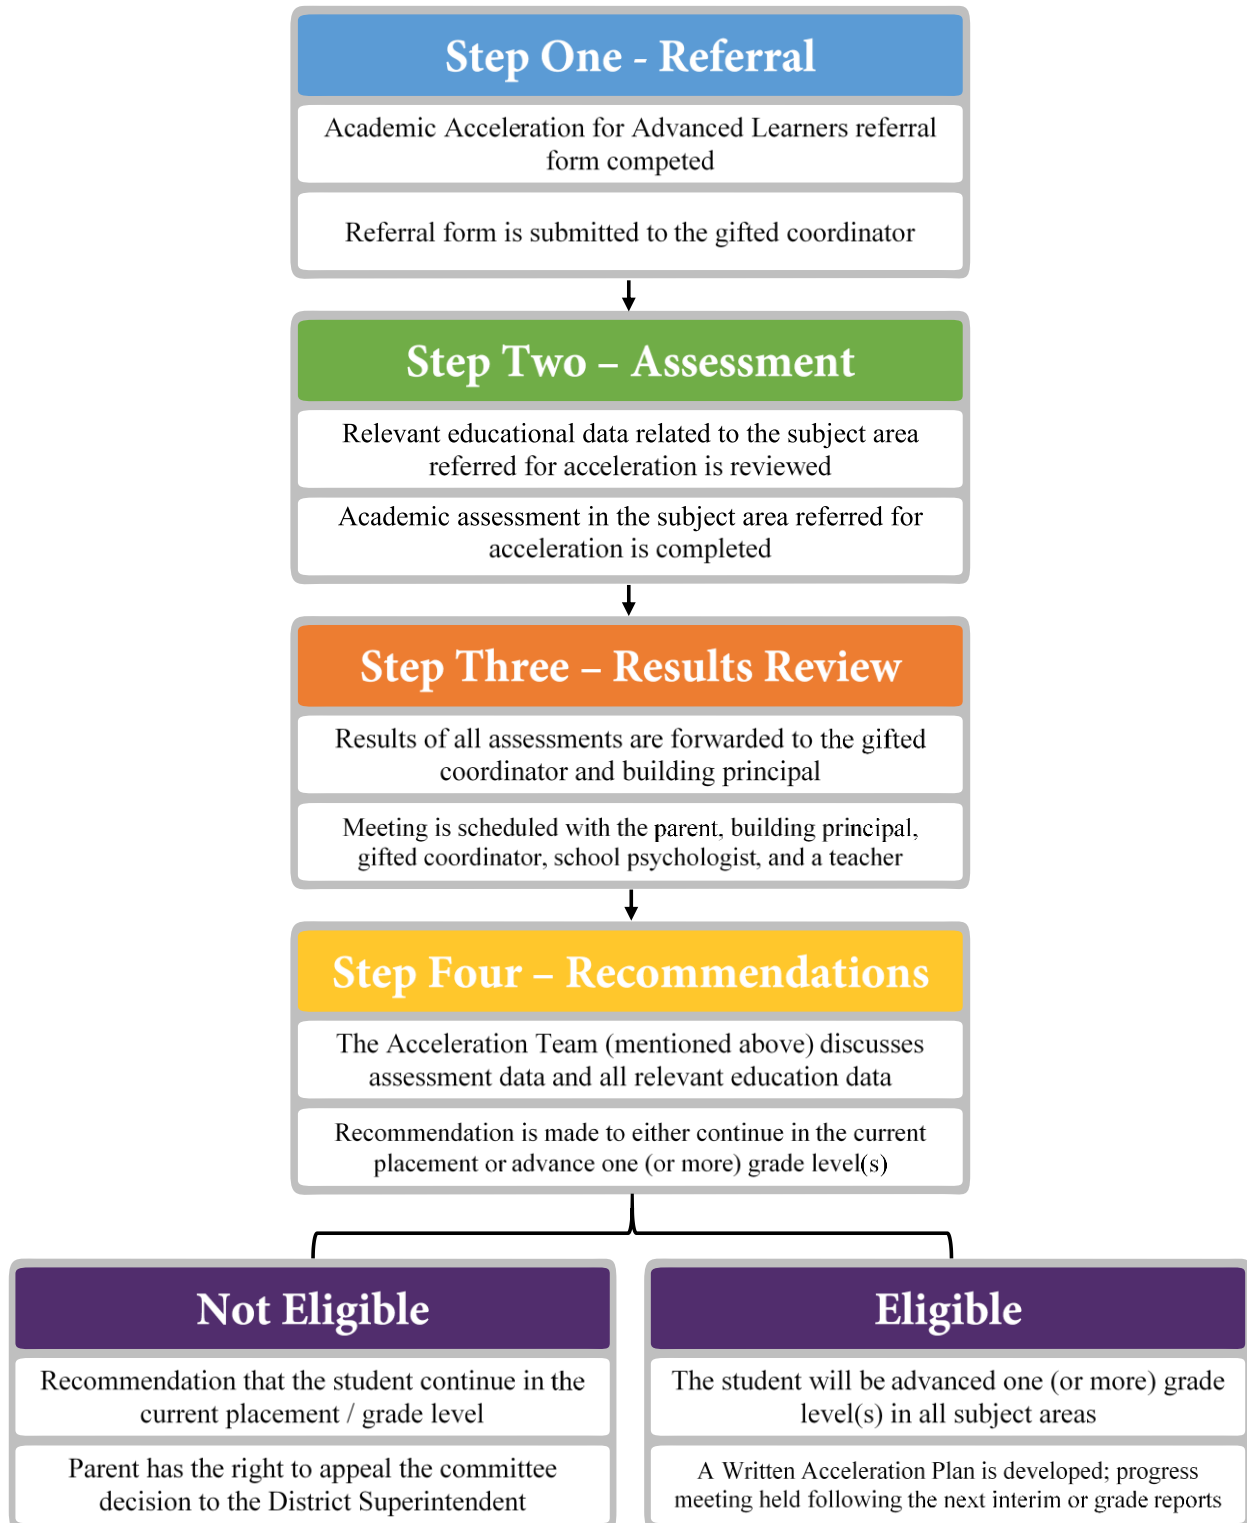 Step One - Referral
Academic Acceleration for Advanced Learners referral
form competed
Referral form is submitted to the gifted coordinator
Step Two – Assessment
Relevant educational data related to the subject area
referred for acceleration is reviewed
Academic assessment in the subject area referred for
acceleration is completed
Step Three – Results Review
Results of all assessments are forwarded to the gifted
coordinator and building principal
Meeting is scheduled with the parent, building principal,
gifted coordinator, school psychologist, and a teacher
Step Four – Recommendations
The Acceleration Team (mentioned above) discusses
assessment data and all relevant education data
Recommendation is made to either continue in the current
placement or advance one (or more) grade level(s)
Not Eligible
Recommendation that the student continue in the
current placement / grade level
Parent has the right to appeal the committee
decision to the District Superintendent
Eligible
The student will be advanced one (or more) grade
level(s) in all subject areas
A Written Acceleration Plan is developed; progress
meeting held following the next interim or grade reports